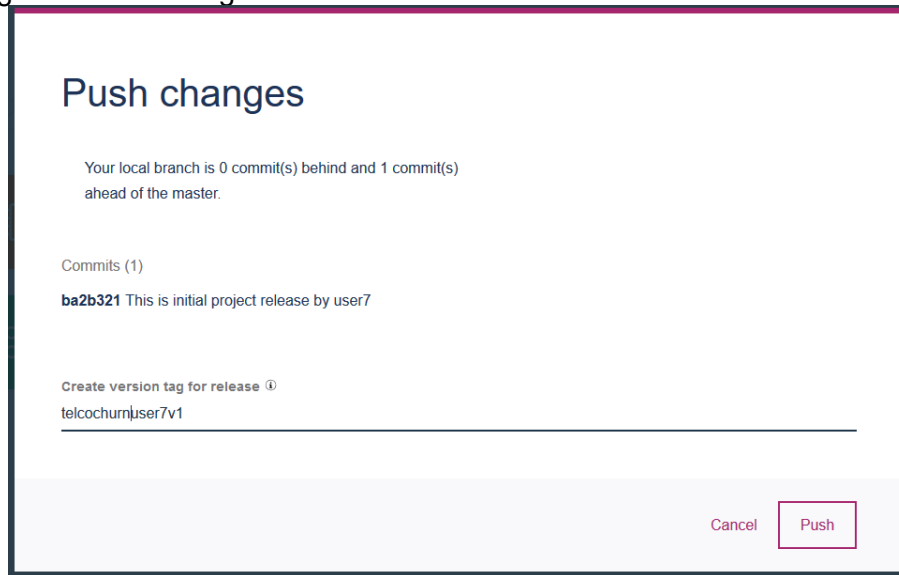 Push changes
Your local branch is 0 commit(s) behind and 1 commit(s)
ahead of the master.
Commits (1)
ba2b321 This is initial project release by user7
Create version tag for release
telcochurnuser7v1
Cancel Push